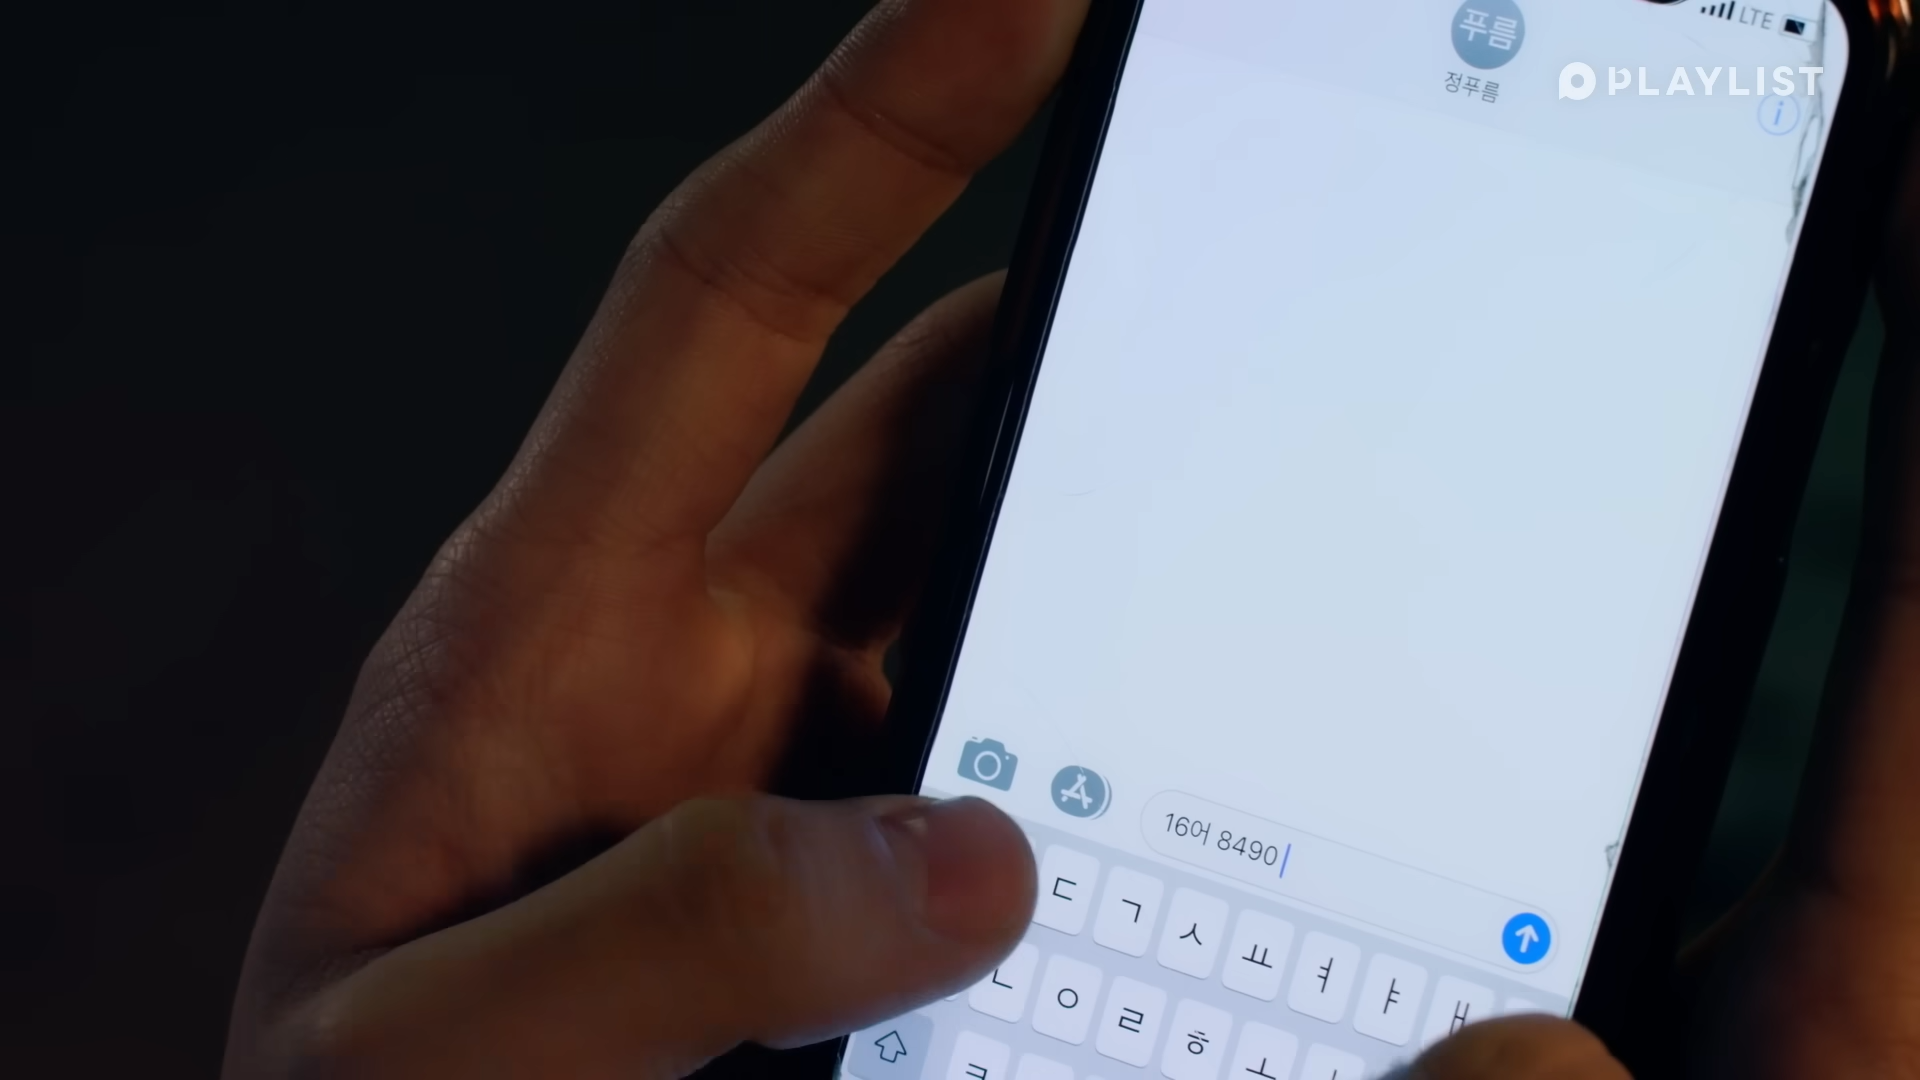 LTE
푸름
정푸름
PLAYLIST
i
16어 8490
ㄷ ㄱ ㅅ ㅛ ㅕ ㅑ ㅐ
ㄴ ㅇ ㄹ ㅎ ㅗ ㅓ
ㅋ